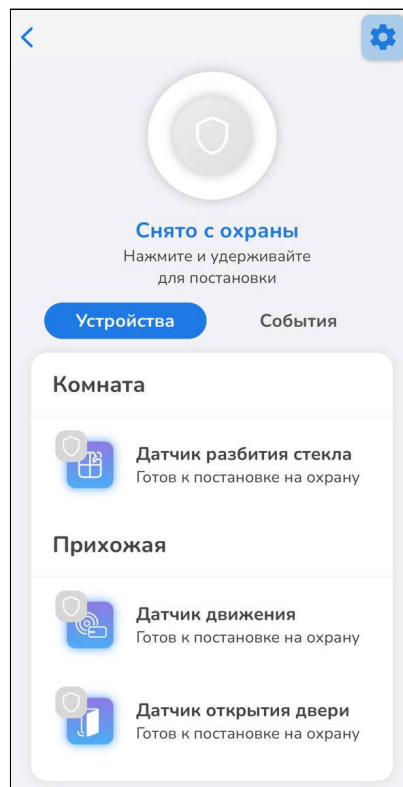 Снято с охраны
Нажмите и удерживайте
для постановки
Устройства
События
Комната
Датчик разбития стекла
Готов к постановке на охрану
Прихожая
Датчик движения
Готов к постановке на охрану
Датчик открытия двери
Готов к постановке на охрану